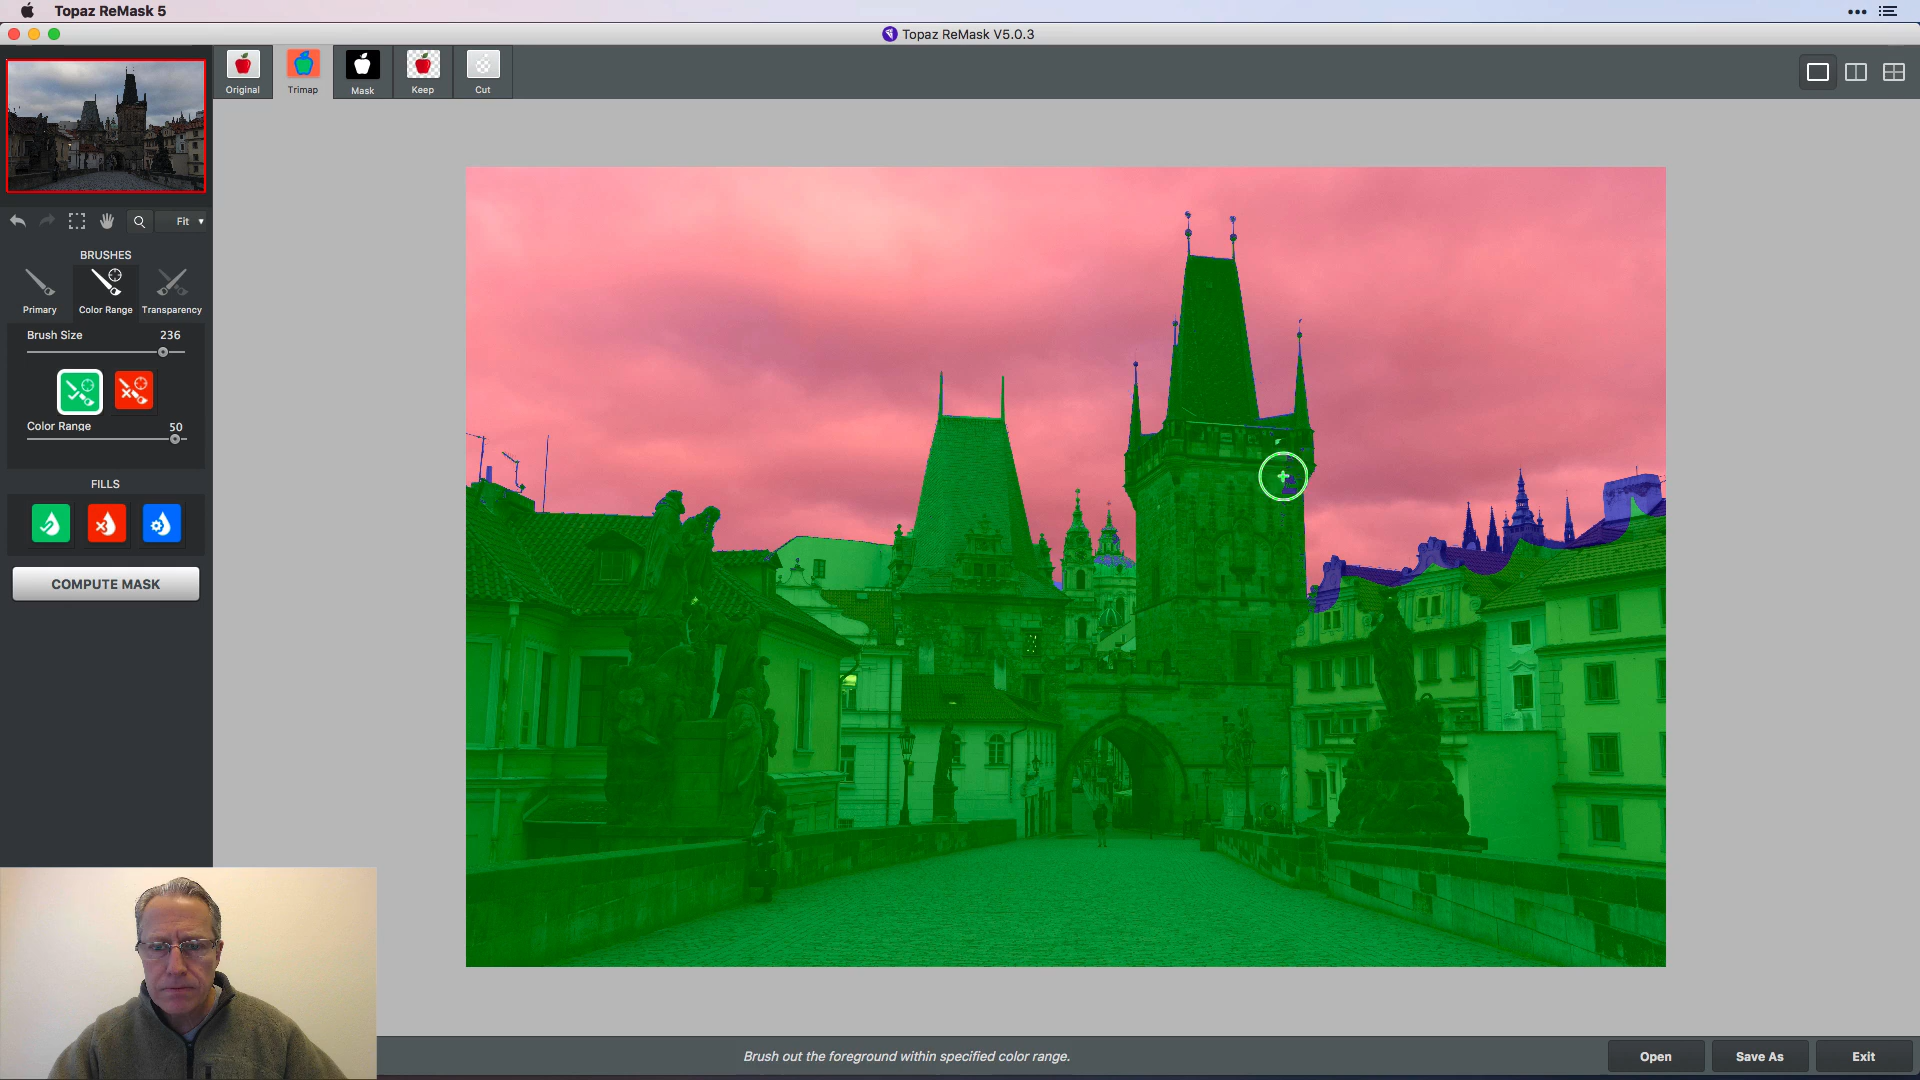 Topaz ReMask 5
Topaz ReMask V5.0.3
Original
Trimap
Mask
Keep
Cut
Fit
BRUSHES
Primary
Color Range
Transparency
Brush Size 236
Color Range 50
FILLS
COMPUTE MASK
Brush out the foreground within specified color range.
Open
Save As
Exit